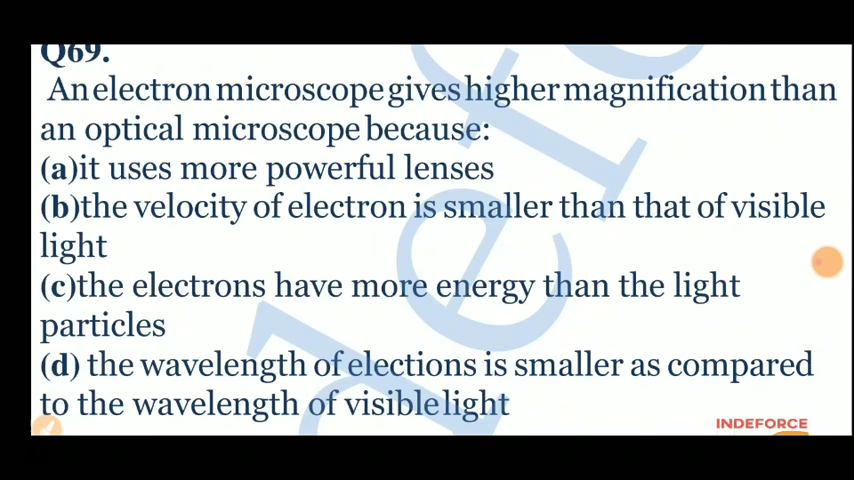 Q69.
An electron microscope gives higher magnification than
an optical microscope because:
(a)it uses more powerful lenses
(b)the velocity of electron is smaller than that of visible
light
(c)the electrons have more energy than the light
particles
(d) the wavelength of elections is smaller as compared
to the wavelength of visible light
INDEFORCE